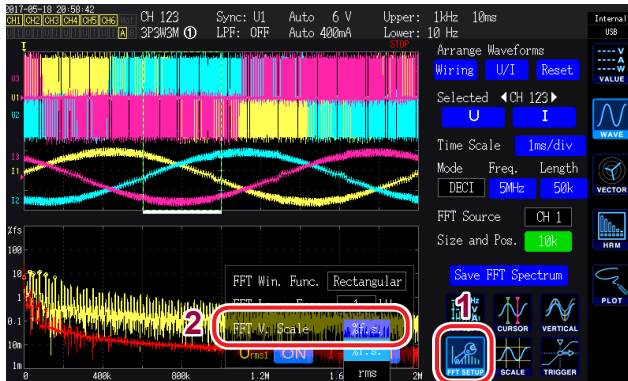 2017-05-18 20:58:42
CH1 CH2 CH3 CH4 CH5 CH6 Mot
CH 123 Sync: U1 Auto 6 V Upper: 1kHz 10ms
3P3W3M ① LPF: OFF Auto 400mA Lower: 10 Hz
Internal
USB
STOP
T
U3
U1
U2
I3
I1
I2
Arrange Waveforms
Wiring U/I Reset
Selected ◀CH 123▶
U I
Time Scale 1ms/div
Mode Freq. Length
DECI 5MHz 50k
FFT Source CH 1
Size and Pos. 10k
Save FFT Spectrum
VALUE
WAVE
VECTOR
HRM
PLOT
%fs
100
10
1
0.1
10m
1m
0 400k 800k 1.2M 1.6 2M
FFT Win. Func. Rectangular
2
FFT V. Scale %f.s.
Urms1 ON %f.s.
rms
1
Hz
CURSOR VERTICAL
FFT SETUP SCALE TRIGGER